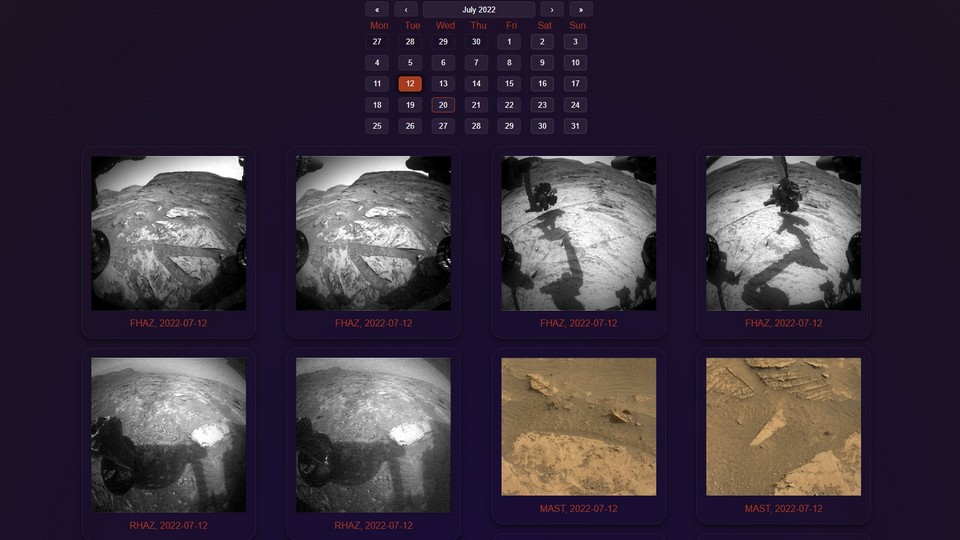 « ‹ July 2022 › »
Mon Tue Wed Thu Fri Sat Sun
27 28 29 30 1 2 3
4 5 6 7 8 9 10
11 12 13 14 15 16 17
18 19 20 21 22 23 24
25 26 27 28 29 30 31
FHAZ, 2022-07-12 FHAZ, 2022-07-12 FHAZ, 2022-07-12 FHAZ, 2022-07-12
RHAZ, 2022-07-12 RHAZ, 2022-07-12 MAST, 2022-07-12 MAST, 2022-07-12